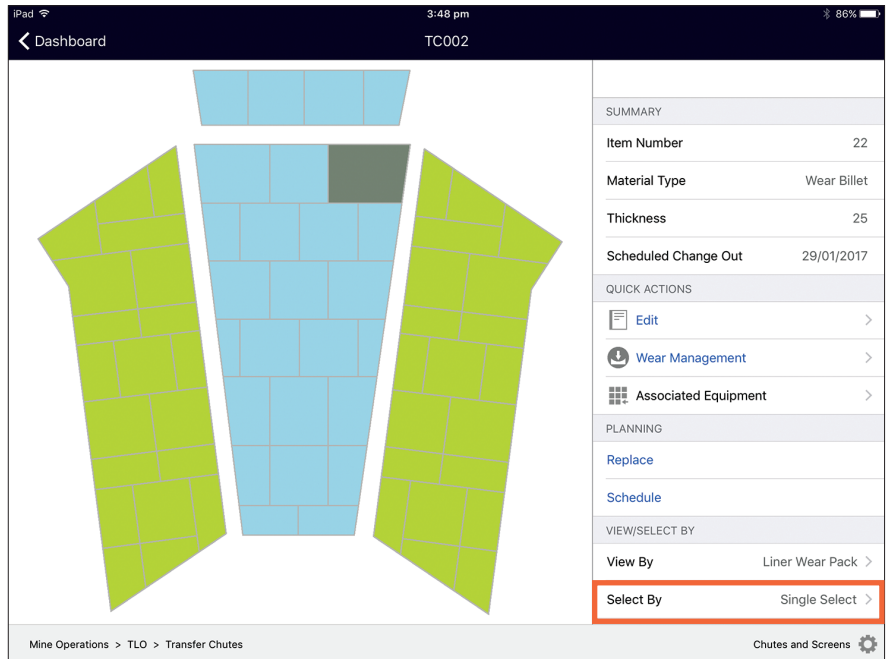 iPad 3:48 pm 86%
Dashboard TC002
SUMMARY
Item Number 22
Material Type Wear Billet
Thickness 25
Scheduled Change Out 29/01/2017
QUICK ACTIONS
Edit
Wear Management
Associated Equipment
PLANNING
Replace
Schedule
VIEW/SELECT BY
View By Liner Wear Pack
Select By Single Select
Mine Operations > TLO > Transfer Chutes Chutes and Screens